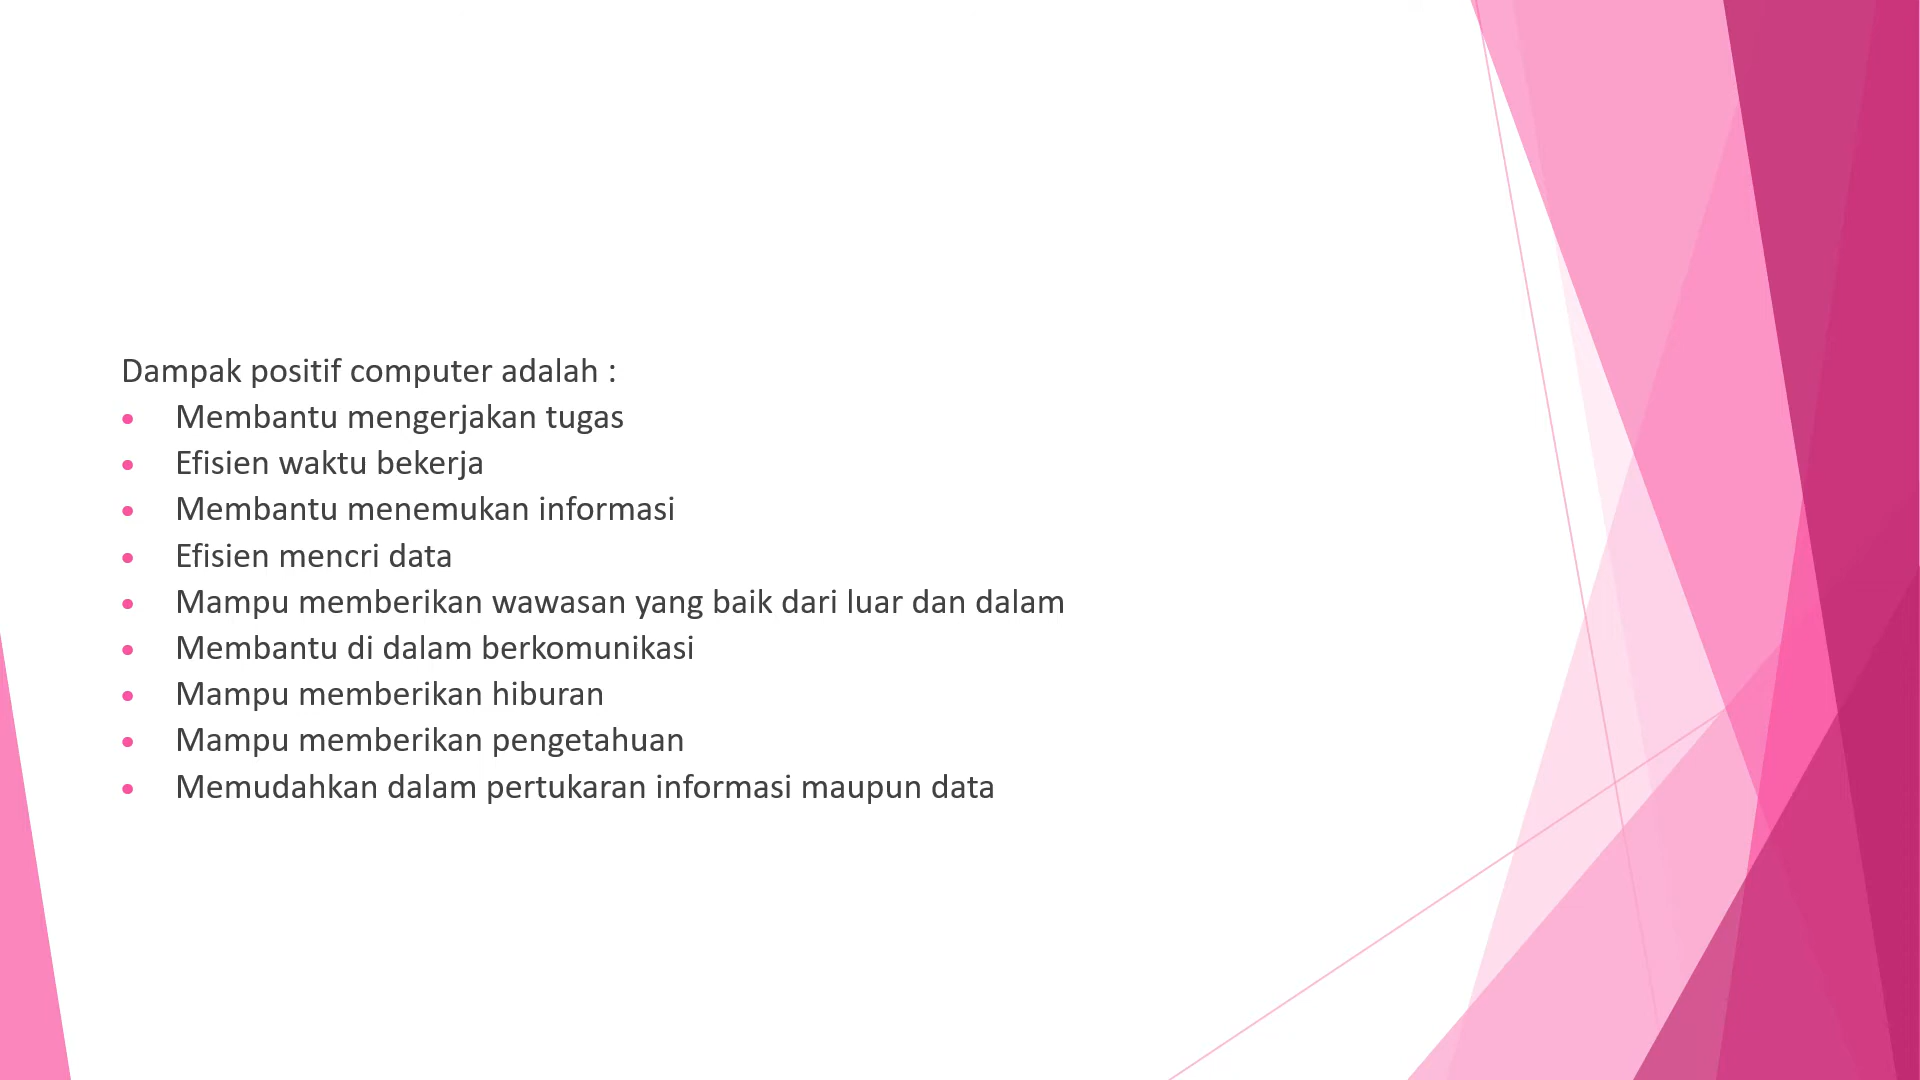 Dampak positif computer adalah :
• Membantu mengerjakan tugas
• Efisien waktu bekerja
• Membantu menemukan informasi
• Efisien mencri data
• Mampu memberikan wawasan yang baik dari luar dan dalam
• Membantu di dalam berkomunikasi
• Mampu memberikan hiburan
• Mampu memberikan pengetahuan
• Memudahkan dalam pertukaran informasi maupun data